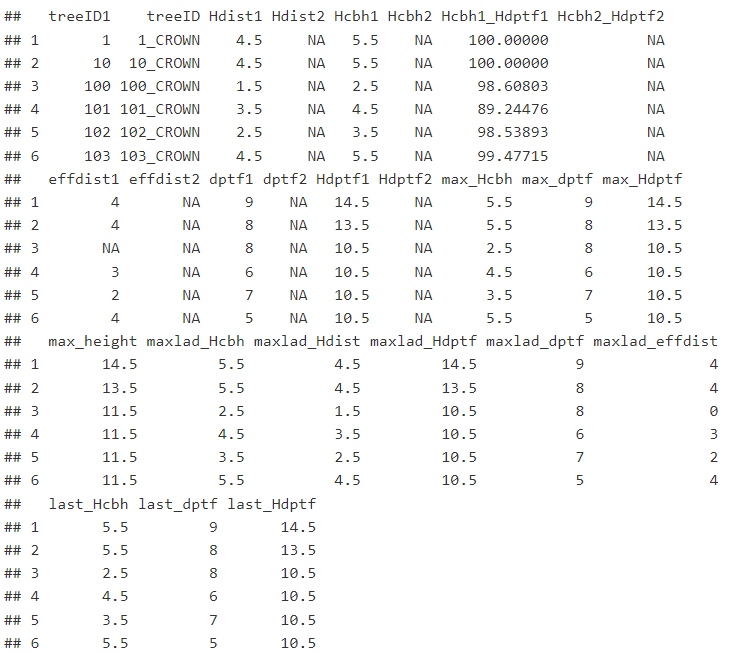 ##   treeID1    treeID Hdist1 Hdist2 Hcbh1 Hcbh2 Hcbh1_Hdptf1 Hcbh2_Hdptf2
## 1       1   1_CROWN    4.5     NA   5.5    NA    100.00000           NA
## 2      10  10_CROWN    4.5     NA   5.5    NA    100.00000           NA
## 3     100 100_CROWN    1.5     NA   2.5    NA     98.60803           NA
## 4     101 101_CROWN    3.5     NA   4.5    NA     89.24476           NA
## 5     102 102_CROWN    2.5     NA   3.5    NA     98.53893           NA
## 6     103 103_CROWN    4.5     NA   5.5    NA     99.47715           NA
##   effdist1 effdist2 dptf1 dptf2 Hdptf1 Hdptf2 max_Hcbh max_dptf max_Hdptf
## 1        4       NA     9    NA   14.5     NA      5.5        9      14.5
## 2        4       NA     8    NA   13.5     NA      5.5        8      13.5
## 3       NA       NA     8    NA   10.5     NA      2.5        8      10.5
## 4        3       NA     6    NA   10.5     NA      4.5        6      10.5
## 5        2       NA     7    NA   10.5     NA      3.5        7      10.5
## 6        4       NA     5    NA   10.5     NA      5.5        5      10.5
##   max_height maxlad_Hcbh maxlad_Hdist maxlad_Hdptf maxlad_dptf maxlad_effdist
## 1       14.5         5.5          4.5         14.5           9              4
## 2       13.5         5.5          4.5         13.5           8              4
## 3       11.5         2.5          1.5         10.5           8              0
## 4       11.5         4.5          3.5         10.5           6              3
## 5       11.5         3.5          2.5         10.5           7              2
## 6       11.5         5.5          4.5         10.5           5              4
##   last_Hcbh last_dptf last_Hdptf
## 1       5.5         9       14.5
## 2       5.5         8       13.5
## 3       2.5         8       10.5
## 4       4.5         6       10.5
## 5       3.5         7       10.5
## 6       5.5         5       10.5